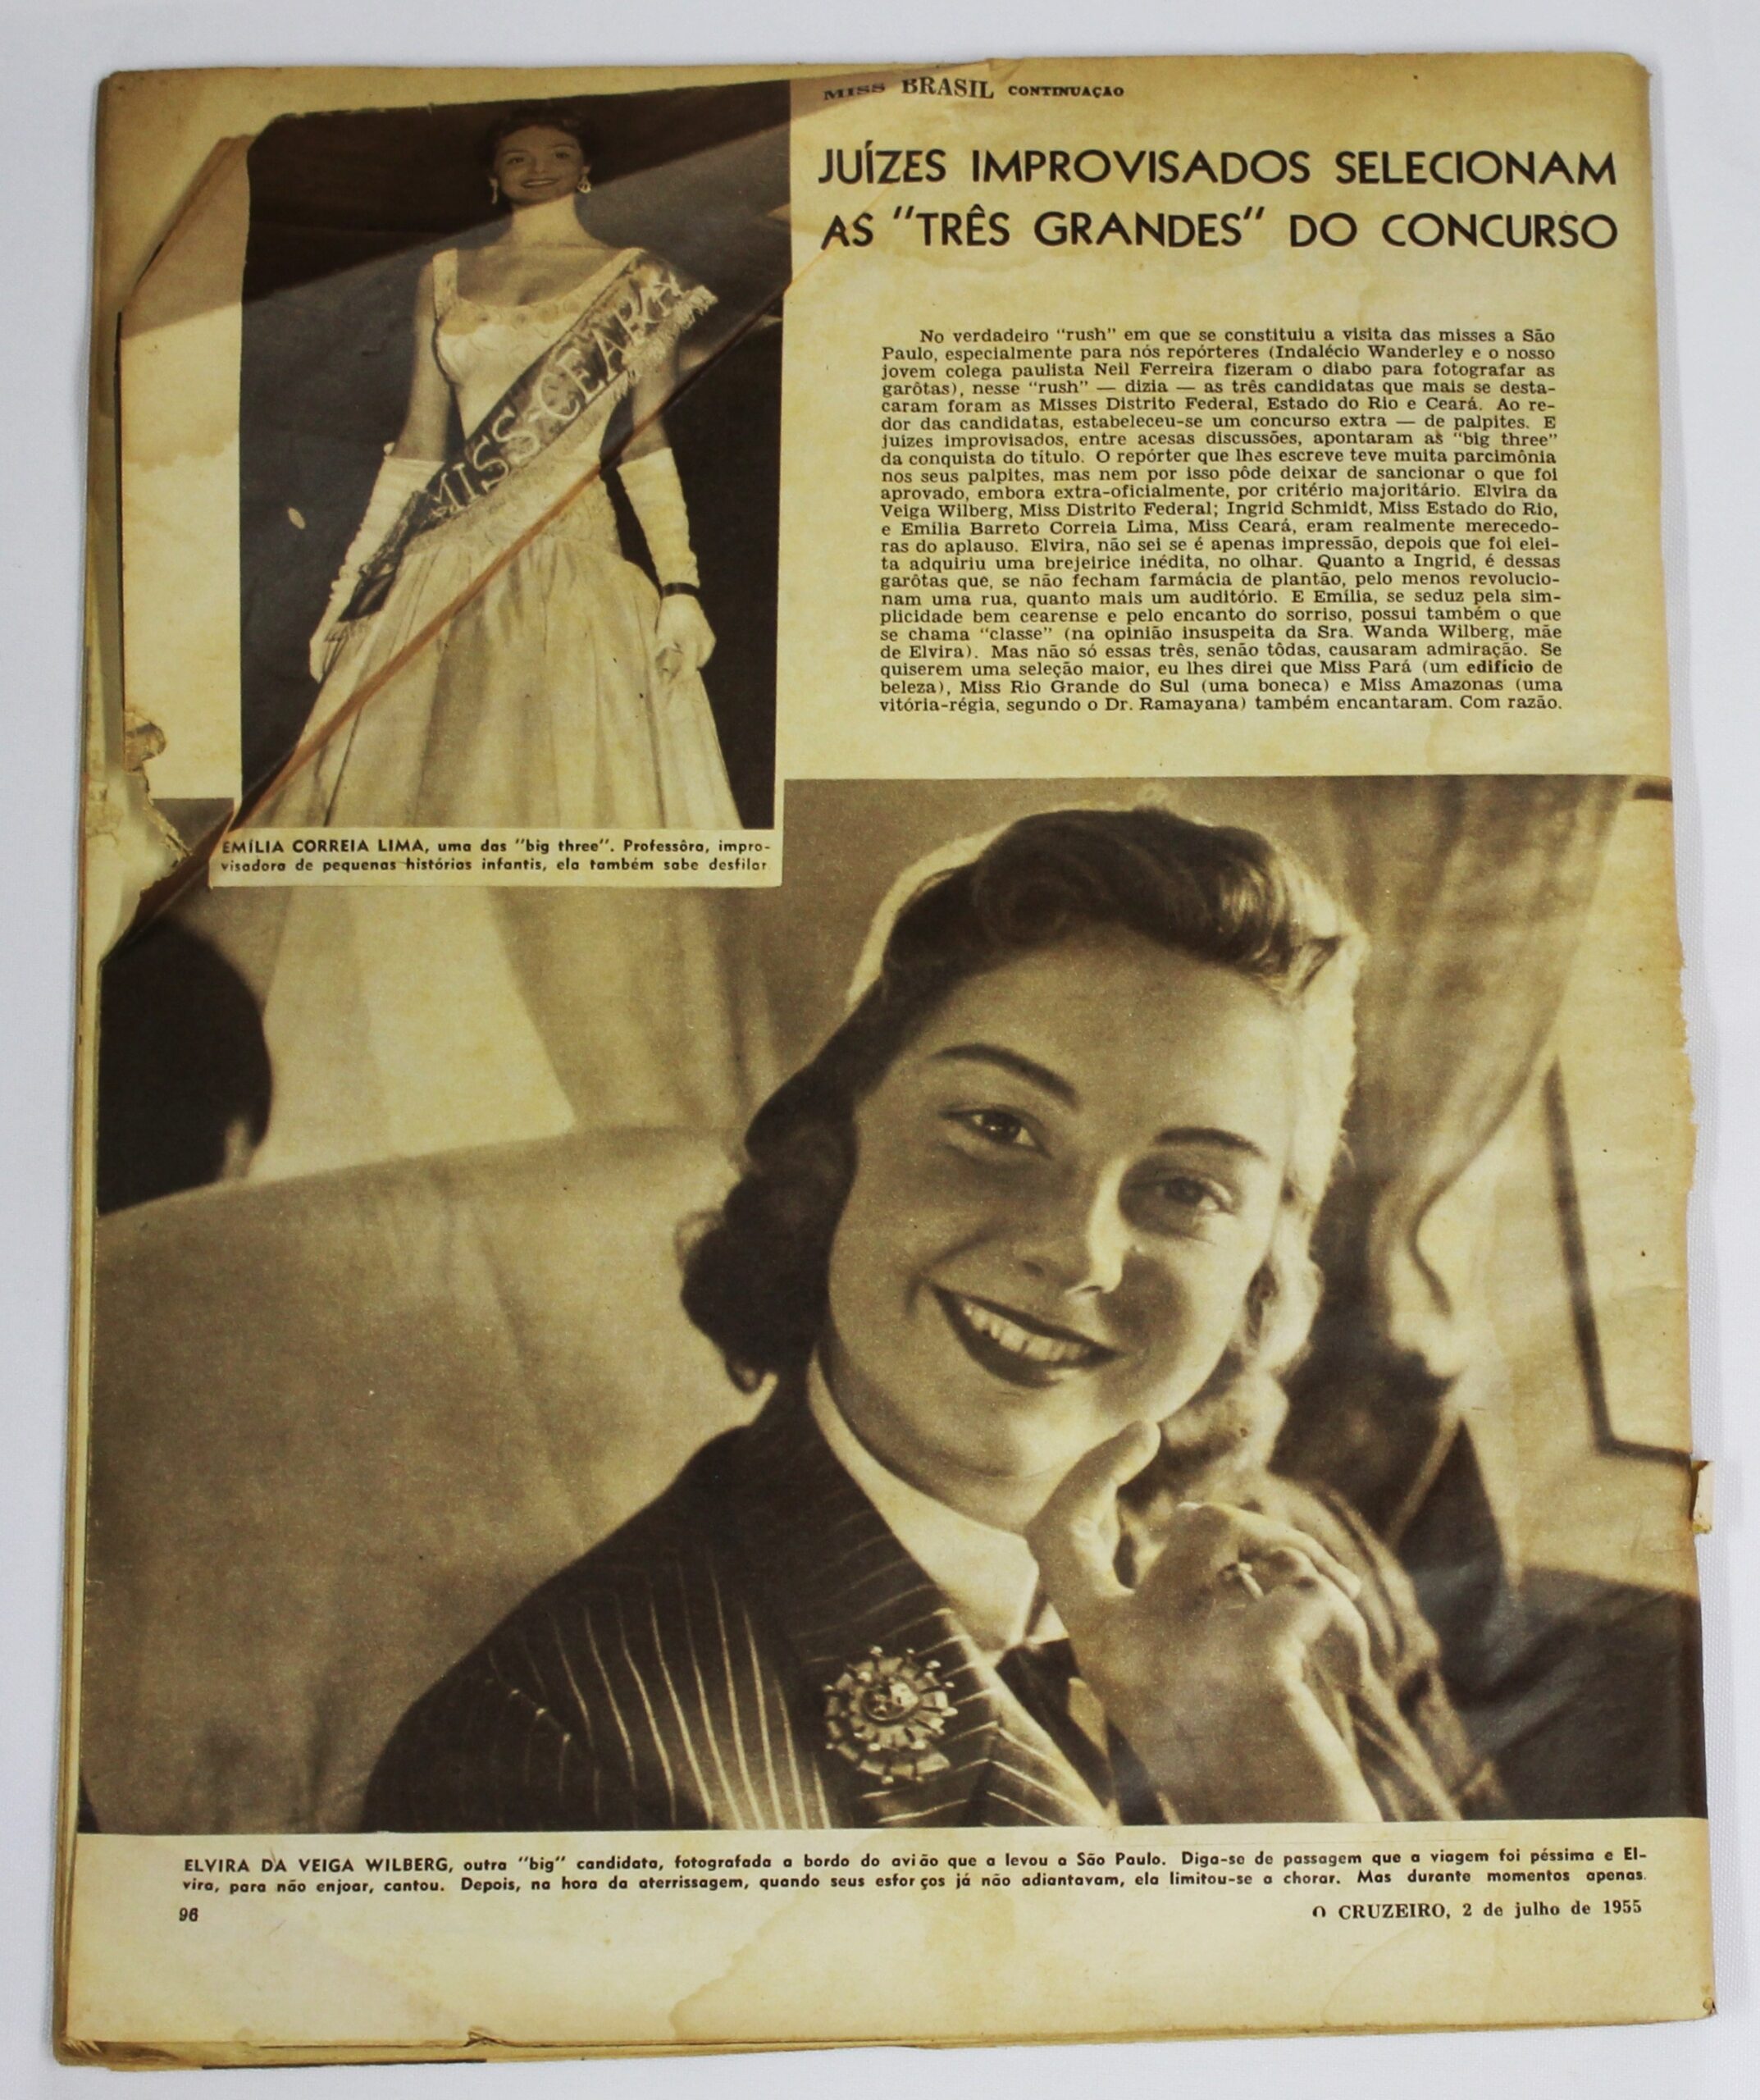 MISS BRASIL CONTINUAÇAO
JUÍZES IMPROVISADOS SELECIONAM
AS "TRÊS GRANDES" DO CONCURSO
No verdadeiro "rush" em que se constituiu a visita das misses a São
Paulo, especialmente para nós repórteres (Indalécio Wanderley e o nosso
jovem colega paulista Neil Ferreira fizeram o diabo para fotografar as
garôtas), nesse "rush" — dizia — as três candidatas que mais se desta-
caram foram as Misses Distrito Federal, Estado do Rio e Ceará. Ao re-
dor das candidatas, estabeleceu-se um concurso extra — de palpites. E
juizes improvisados, entre acesas discussões, apontaram as "big three"
da conquista do título. O repórter que lhes escreve teve muita parcimônia
nos seus palpites, mas nem por isso pôde deixar de sancionar o que foi
aprovado, embora extra-oficialmente, por critério majoritário. Elvira da
Veiga Wilberg, Miss Distrito Federal; Ingrid Schmidt, Miss Estado do Rio,
e Emília Barreto Correia Lima, Miss Ceará, eram realmente merecedo-
ras do aplauso. Elvira, não sei se é apenas impressão, depois que foi elei-
ta adquiriu uma brejeirice inédita, no olhar. Quanto a Ingrid, é dessas
garôtas que, se não fecham farmácia de plantão, pelo menos revolucio-
nam uma rua, quanto mais um auditório. E Emília, se seduz pela sim-
plicidade bem cearense e pelo encanto do sorriso, possui também o que
se chama "classe" (na opinião insuspeita da Sra. Wanda Wilberg, mãe
de Elvira). Mas não só essas três, senão tôdas, causaram admiração. Se
quiserem uma seleção maior, eu lhes direi que Miss Pará (um edifício de
beleza), Miss Rio Grande do Sul (uma boneca) e Miss Amazonas (uma
vitória-régia, segundo o Dr. Ramayana) também encantaram. Com razão.
MISS CEARÁ
EMÍLIA CORREIA LIMA, uma das "big three". Professôra, impro-
visadora de pequenas histórias infantis, ela também sabe desfilar
ELVIRA DA VEIGA WILBERG, outra "big" candidata, fotografada a bordo do avião que a levou a São Paulo. Diga-se de passagem que a viagem foi péssima e El-
vira, para não enjoar, cantou. Depois, na hora da aterrissagem, quando seus esforços já não adiantavam, ela limitou-se a chorar. Mas durante momentos apenas.
96
O CRUZEIRO, 2 de julho de 1955